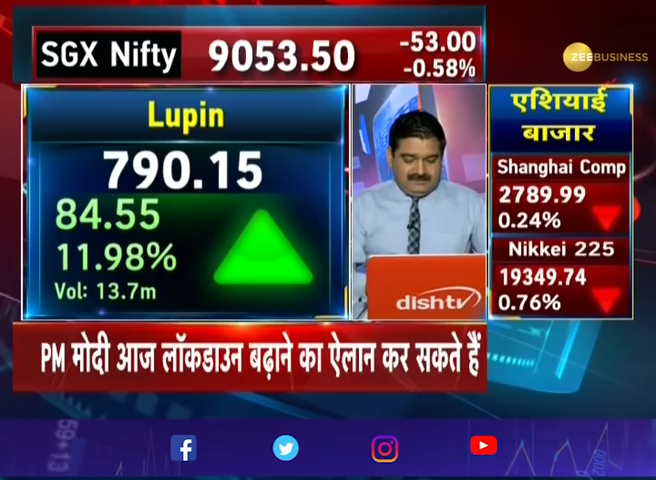 SGX Nifty 9053.50 -53.00
-0.58%
ZEEBUSINESS
Lupin
790.15
84.55
11.98%
Vol: 13.7m
dishtv
एशियाई
बाजार
Shanghai Comp
2789.99
0.24%
Nikkei 225
19349.74
0.76%
PM मोदी आज लॉकडाउन बढ़ाने का ऐलान कर सकते हैं
59+13